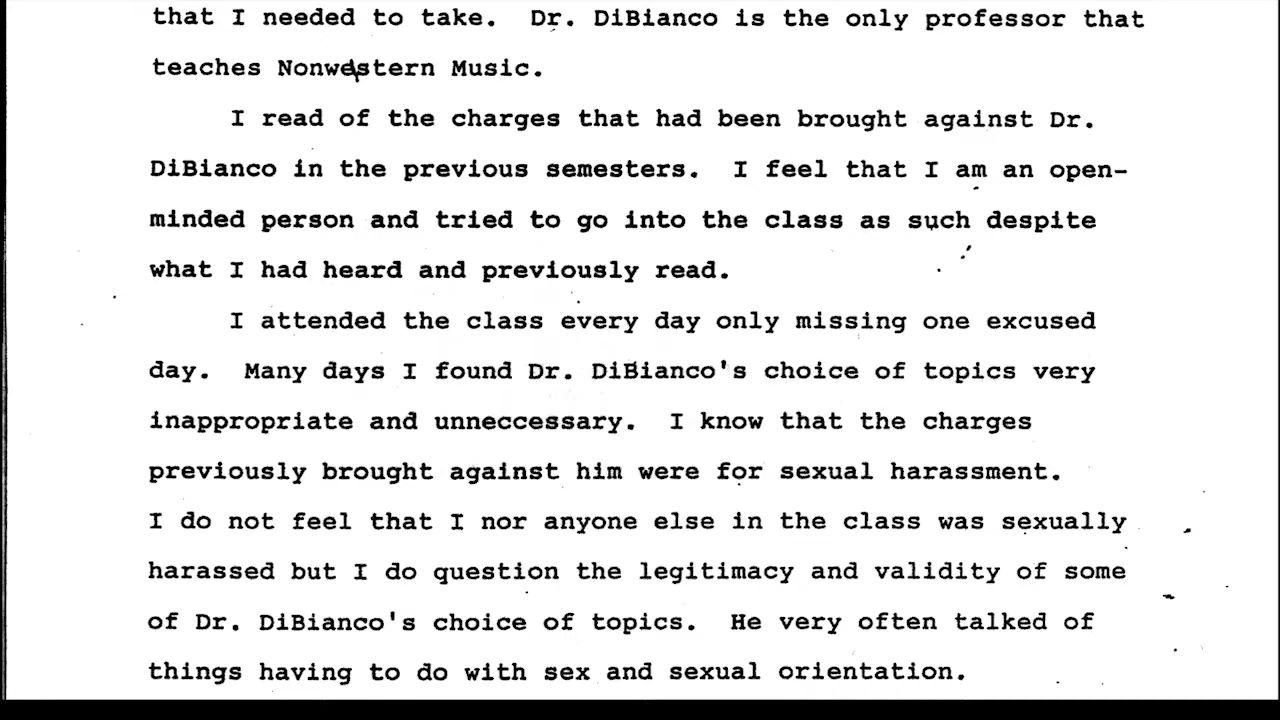 that I needed to take. Dr. DiBianco is the only professor that
teaches Nonwestern Music.
I read of the charges that had been brought against Dr.
DiBianco in the previous semesters. I feel that I am an open-
minded person and tried to go into the class as such despite
what I had heard and previously read.
I attended the class every day only missing one excused
day. Many days I found Dr. DiBianco's choice of topics very
inappropriate and unneccessary. I know that the charges
previously brought against him were for sexual harassment.
I do not feel that I nor anyone else in the class was sexually
harassed but I do question the legitimacy and validity of some
of Dr. DiBianco's choice of topics. He very often talked of
things having to do with sex and sexual orientation.